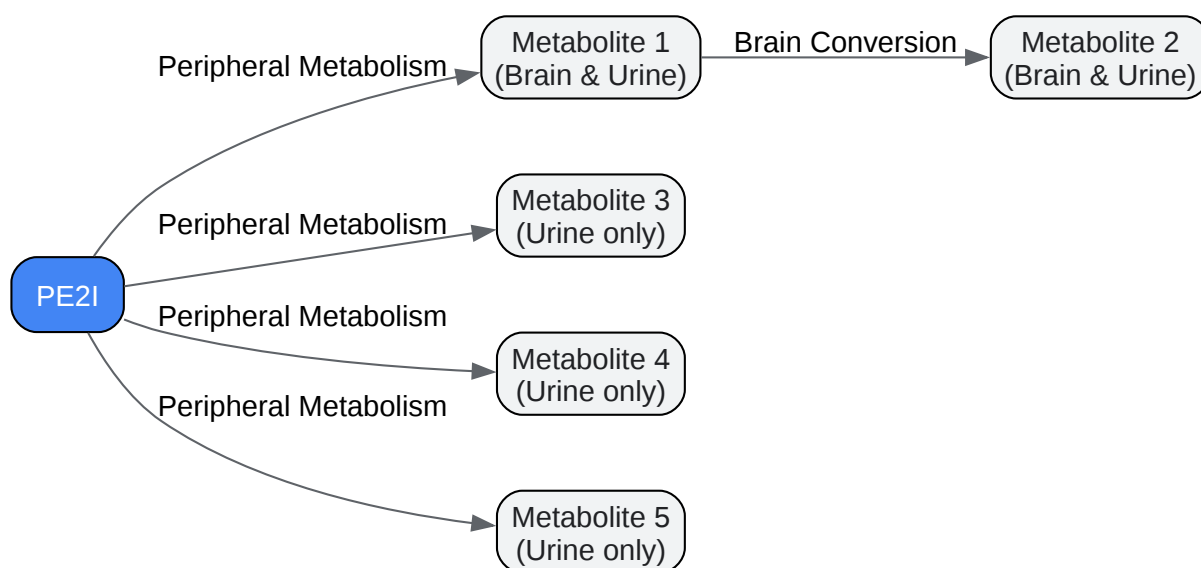 Peripheral Metabolism
Metabolite 1
(Brain & Urine)
Brain Conversion
Metabolite 2
(Brain & Urine)
Peripheral Metabolism
Metabolite 3
(Urine only)
PE2I
Peripheral Metabolism
Metabolite 4
(Urine only)
Peripheral Metabolism
Metabolite 5
(Urine only)